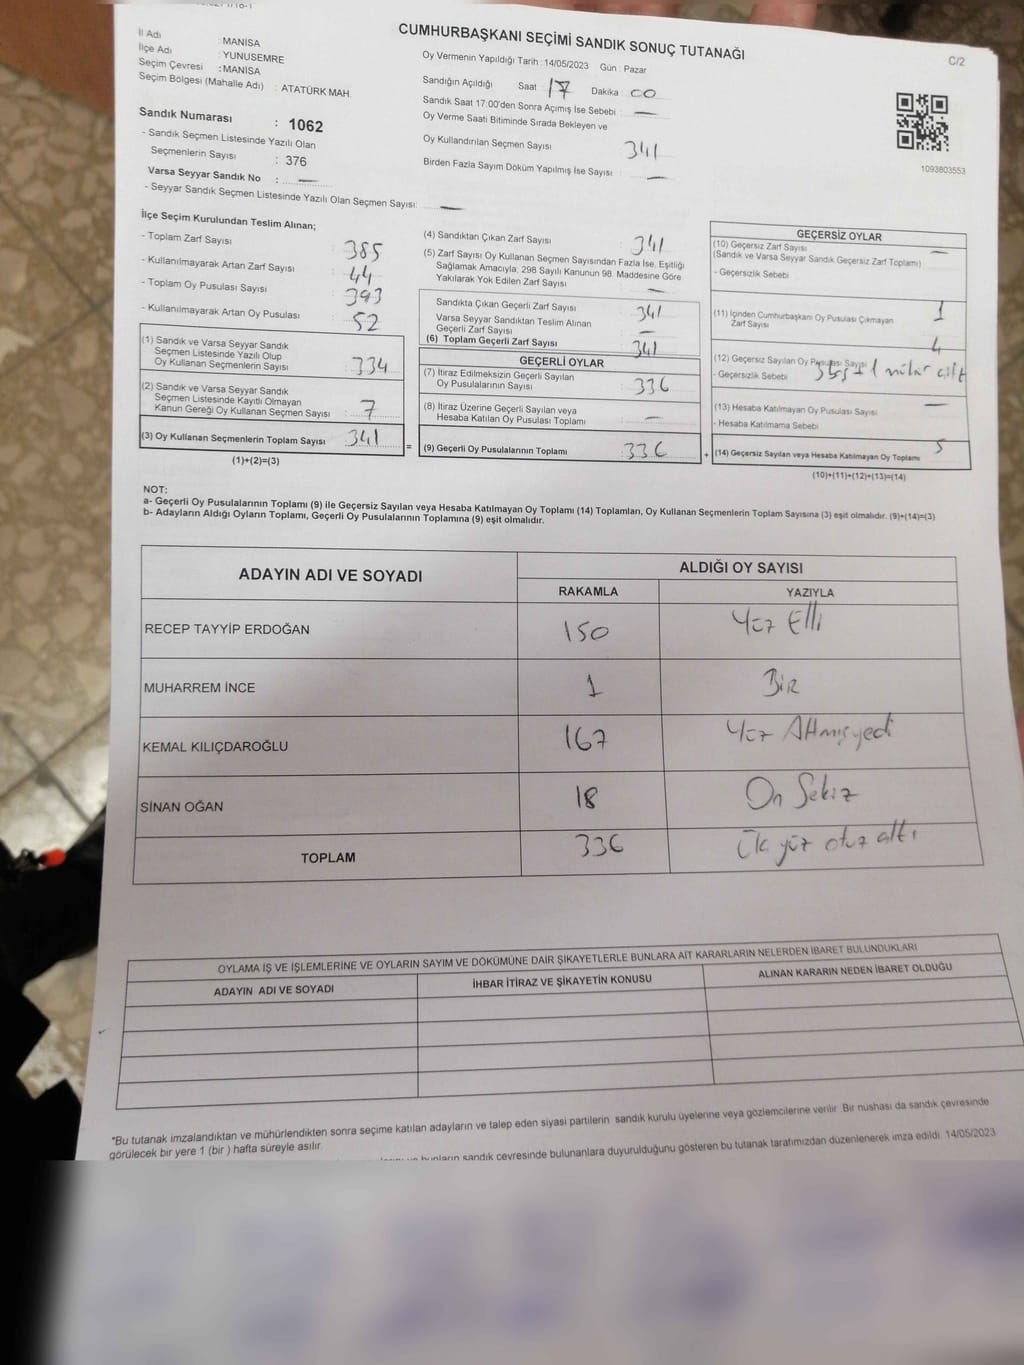 CUMHURBAŞKANI SEÇİMİ SANDIK SONUÇ TUTANAĞI
C/2
İl Adı : MANİSA
İlçe Adı : YUNUSEMRE
Seçim Çevresi : MANİSA
Seçim Bölgesi (Mahalle Adı) : ATATÜRK MAH.
Oy Vermenin Yapıldığı Tarih : 14/05/2023 Gün : Pazar
Sandığın Açıldığı Saat 17 Dakika 00
Sandık Saat 17:00'den Sonra Açımış İse Sebebi : —
Oy Verme Saati Bitiminde Sırada Bekleyen ve
Oy Kullandırılan Seçmen Sayısı : 341
Birden Fazla Sayım Döküm Yapılmış İse Sayısı : —
1093803553
Sandık Numarası : 1062
- Sandık Seçmen Listesinde Yazılı Olan
Seçmenlerin Sayısı : 376
Varsa Seyyar Sandık No : —
- Seyyar Sandık Seçmen Listesinde Yazılı Olan Seçmen Sayısı: —
İlçe Seçim Kurulundan Teslim Alınan;
- Toplam Zarf Sayısı : 385
- Kullanılmayarak Artan Zarf Sayısı : 44
- Toplam Oy Pusulası Sayısı : 393
- Kullanılmayarak Artan Oy Pusulası : 52
(1) Sandık ve Varsa Seyyar Sandık
Seçmen Listesinde Yazılı Olup
Oy Kullanan Seçmenlerin Sayısı : 334
(2) Sandık ve Varsa Seyyar Sandık
Seçmen Listesinde Kayıtlı Olmayan
Kanun Gereği Oy Kullanan Seçmen Sayısı : 7
(3) Oy Kullanan Seçmenlerin Toplam Sayısı : 341
(1)+(2)=(3)
=
(4) Sandıktan Çıkan Zarf Sayısı : 341
(5) Zarf Sayısı Oy Kullanan Seçmen Sayısından Fazla İse, Eşitliği
Sağlamak Amacıyla, 298 Sayılı Kanunun 98. Maddesine Göre
Yakılarak Yok Edilen Zarf Sayısı : —
Sandıkta Çıkan Geçerli Zarf Sayısı : 341
Varsa Seyyar Sandıktan Teslim Alınan
Geçerli Zarf Sayısı : —
(6) Toplam Geçerli Zarf Sayısı : 341
GEÇERLİ OYLAR
(7) İtiraz Edilmeksizin Geçerli Sayılan
Oy Pusulalarının Sayısı : 336
(8) İtiraz Üzerine Geçerli Sayılan veya
Hesaba Katılan Oy Pusulası Toplamı : —
(9) Geçerli Oy Pusulalarının Toplamı : 336
+
GEÇERSİZ OYLAR
(10) Geçersiz Zarf Sayısı —
(Sandık ve Varsa Seyyar Sandık Geçersiz Zarf Toplamı)
- Geçersizlik Sebebi
(11) İçinden Cumhurbaşkanı Oy Pusulası Çıkmayan 1
Zarf Sayısı
(12) Geçersiz Sayılan Oy Pusulası Sayısı 4
- Geçersizlik Sebebi 3 boş 1 mühür çift
(13) Hesaba Katılmayan Oy Pusulası Sayısı —
- Hesaba Katılmama Sebebi
(14) Geçersiz Sayılan veya Hesaba Katılmayan Oy Toplamı 5
(10)+(11)+(12)+(13)=(14)
NOT:
a- Geçerli Oy Pusulalarının Toplamı (9) ile Geçersiz Sayılan veya Hesaba Katılmayan Oy Toplamı (14) Toplamları, Oy Kullanan Seçmenlerin Toplam Sayısına (3) eşit olmalıdır. (9)+(14)=(3)
b- Adayların Aldığı Oyların Toplamı, Geçerli Oy Pusulalarının Toplamına (9) eşit olmalıdır.
ADAYIN ADI VE SOYADI ALDIĞI OY SAYISI
RAKAMLA YAZIYLA
RECEP TAYYİP ERDOĞAN 150 Yüz Elli
MUHARREM İNCE 1 Bir
KEMAL KILIÇDAROĞLU 167 Yüz Altmışyedi
SİNAN OĞAN 18 On Sekiz
TOPLAM 336 Üç yüz otuz altı
OYLAMA İŞ VE İŞLEMLERİNE VE OYLARIN SAYIM VE DÖKÜMÜNE DAİR ŞİKAYETLERLE BUNLARA AİT KARARLARIN NELERDEN İBARET BULUNDUKLARI
ADAYIN ADI VE SOYADI İHBAR İTİRAZ VE ŞİKAYETİN KONUSU ALINAN KARARIN NEDEN İBARET OLDUĞU
*Bu tutanak imzalandıktan ve mühürlendikten sonra seçime katılan adayların ve talep eden siyasi partilerin sandık kurulu üyelerine veya gözlemcilerine verilir. Bir nüshası da sandık çevresinde
görülecek bir yere 1 (bir ) hafta süreyle asılır.
ve bunların sandık çevresinde bulunanlara duyurulduğunu gösteren bu tutanak tarafımızdan düzenlenerek imza edildi. 14/05/2023